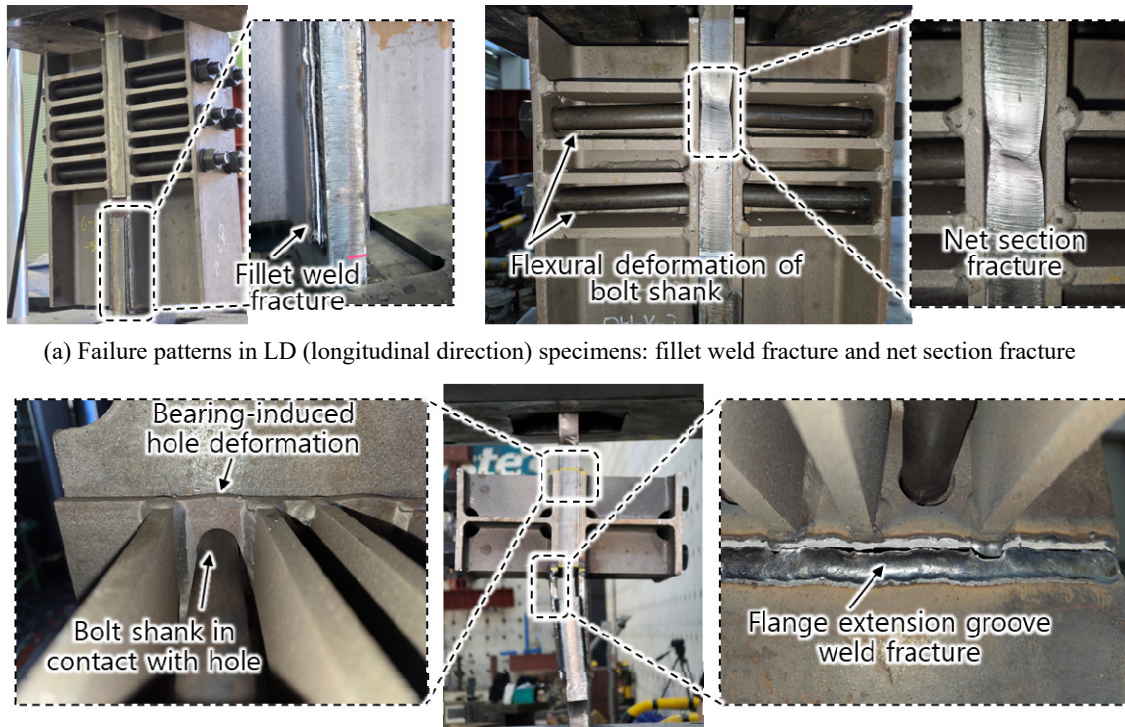 Fillet weld
fracture
Flexural deformation of
bolt shank
Net section
fracture
(a) Failure patterns in LD (longitudinal direction) specimens: fillet weld fracture and net section fracture
Bearing-induced
hole deformation
Bolt shank in
contact with hole
tec
Flange extension groove
weld fracture